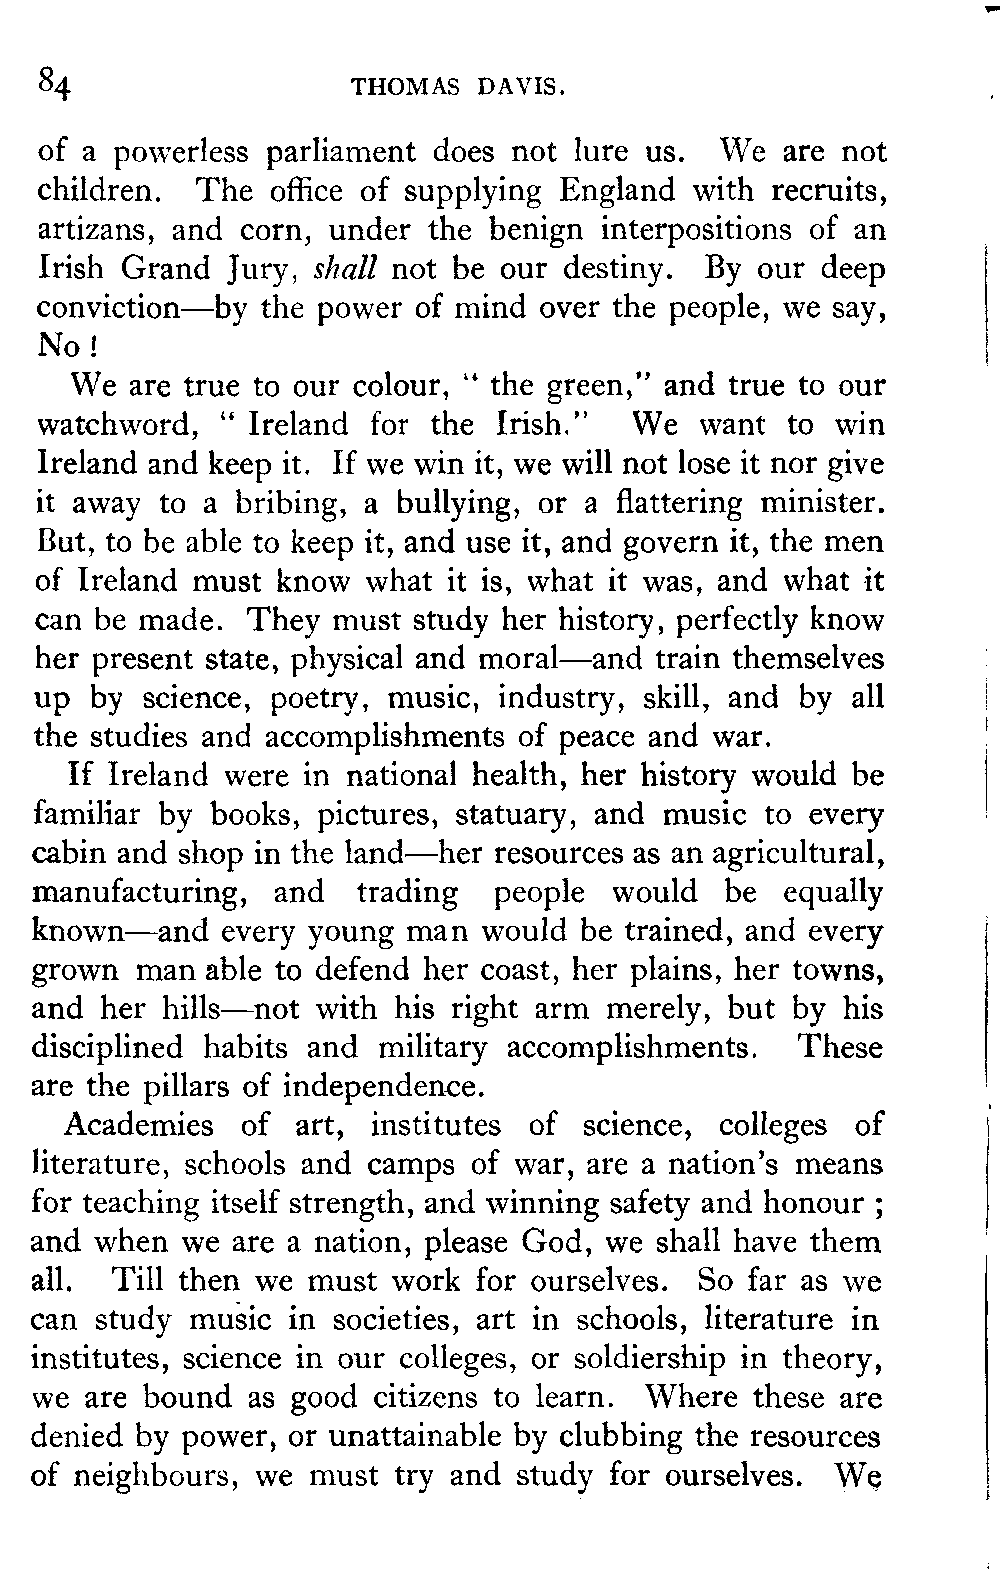 84 THOMAS DAVIS.
of a powerless parliament does not lure us. We are not
children. The office of supplying England with recruits,
artizans, and corn, under the benign interpositions of an
Irish Grand Jury, shall not be our destiny. By our deep
conviction—by the power of mind over the people, we say,
No !
We are true to our colour, " the green," and true to our
watchword, " Ireland for the Irish." We want to win
Ireland and keep it. If we win it, we will not lose it nor give
it away to a bribing, a bullying, or a flattering minister.
But, to be able to keep it, and use it, and govern it, the men
of Ireland must know what it is, what it was, and what it
can be made. They must study her history, perfectly know
her present state, physical and moral—and train themselves
up by science, poetry, music, industry, skill, and by all
the studies and accomplishments of peace and war.
If Ireland were in national health, her history would be
familiar by books, pictures, statuary, and music to every
cabin and shop in the land—her resources as an agricultural,
manufacturing, and trading people would be equally
known—and every young man would be trained, and every
grown man able to defend her coast, her plains, her towns,
and her hills—not with his right arm merely, but by his
disciplined habits and military accomplishments. These
are the pillars of independence.
Academies of art, institutes of science, colleges of
literature, schools and camps of war, are a nation's means
for teaching itself strength, and winning safety and honour ;
and when we are a nation, please God, we shall have them
all. Till then we must work for ourselves. So far as we
can study music in societies, art in schools, literature in
institutes, science in our colleges, or soldiership in theory,
we are bound as good citizens to learn. Where these are
denied by power, or unattainable by clubbing the resources
of neighbours, we must try and study for ourselves. We